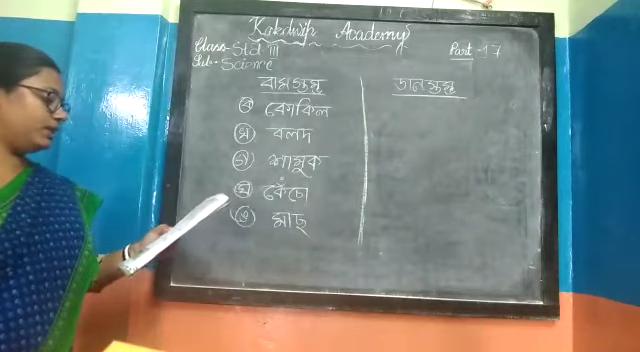 Kakdwip Academy
Class-Std III
Part-17
Sub-Science
বামস্তম্ভ
ডানস্তম্ভ
ক কোকিল
খ বলদ
গ শামুক
ঘ কেঁচো
ঙ মাছ